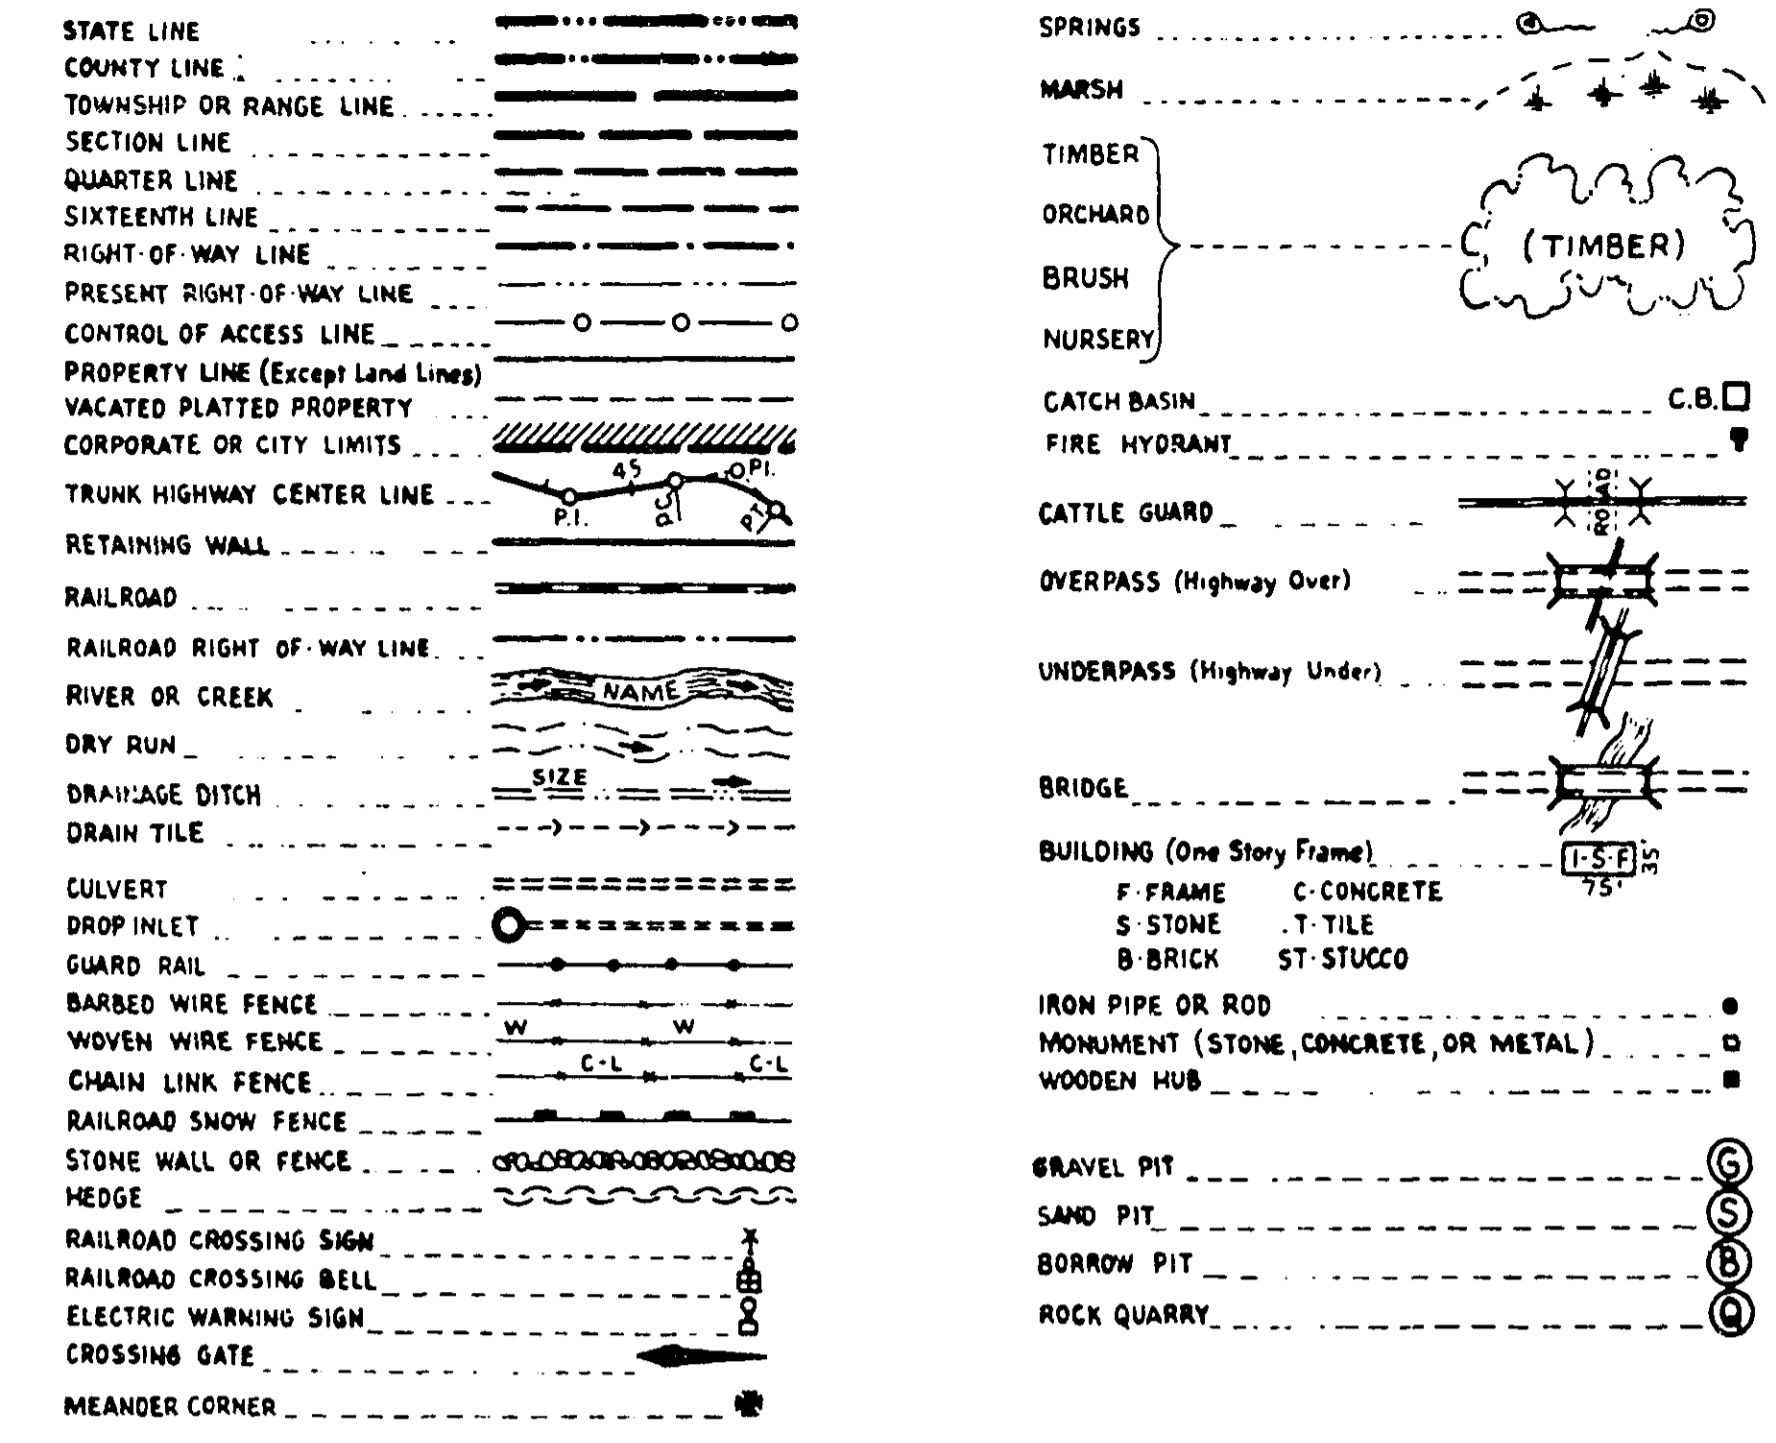 STATE LINE
COUNTY LINE
TOWNSHIP OR RANGE LINE
SECTION LINE
QUARTER LINE
SIXTEENTH LINE
RIGHT-OF-WAY LINE
PRESENT RIGHT-OF-WAY LINE
CONTROL OF ACCESS LINE
PROPERTY LINE (Except Land Lines)
VACATED PLATTED PROPERTY
CORPORATE OR CITY LIMITS
TRUNK HIGHWAY CENTER LINE
45
P.I.
P.C.
P.I.
P.T.
RETAINING WALL
RAILROAD
RAILROAD RIGHT OF-WAY LINE
RIVER OR CREEK
NAME
DRY RUN
DRAINAGE DITCH
SIZE
DRAIN TILE
CULVERT
DROP INLET
GUARD RAIL
BARBED WIRE FENCE
WOVEN WIRE FENCE
W W
CHAIN LINK FENCE
C-L C-L
RAILROAD SNOW FENCE
STONE WALL OR FENCE
HEDGE
RAILROAD CROSSING SIGN
RAILROAD CROSSING BELL
ELECTRIC WARNING SIGN
CROSSING GATE
MEANDER CORNER
SPRINGS
MARSH
TIMBER
ORCHARD
BRUSH
NURSERY
(TIMBER)
CATCH BASIN C.B.
FIRE HYDRANT
CATTLE GUARD
ROAD
OVERPASS (Highway Over)
UNDERPASS (Highway Under)
BRIDGE
BUILDING (One Story Frame) 1-S-F 35'
75'
F-FRAME C-CONCRETE
S-STONE T-TILE
B-BRICK ST-STUCCO
IRON PIPE OR ROD
MONUMENT (STONE, CONCRETE, OR METAL)
WOODEN HUB
GRAVEL PIT G
SAND PIT S
BORROW PIT B
ROCK QUARRY Q